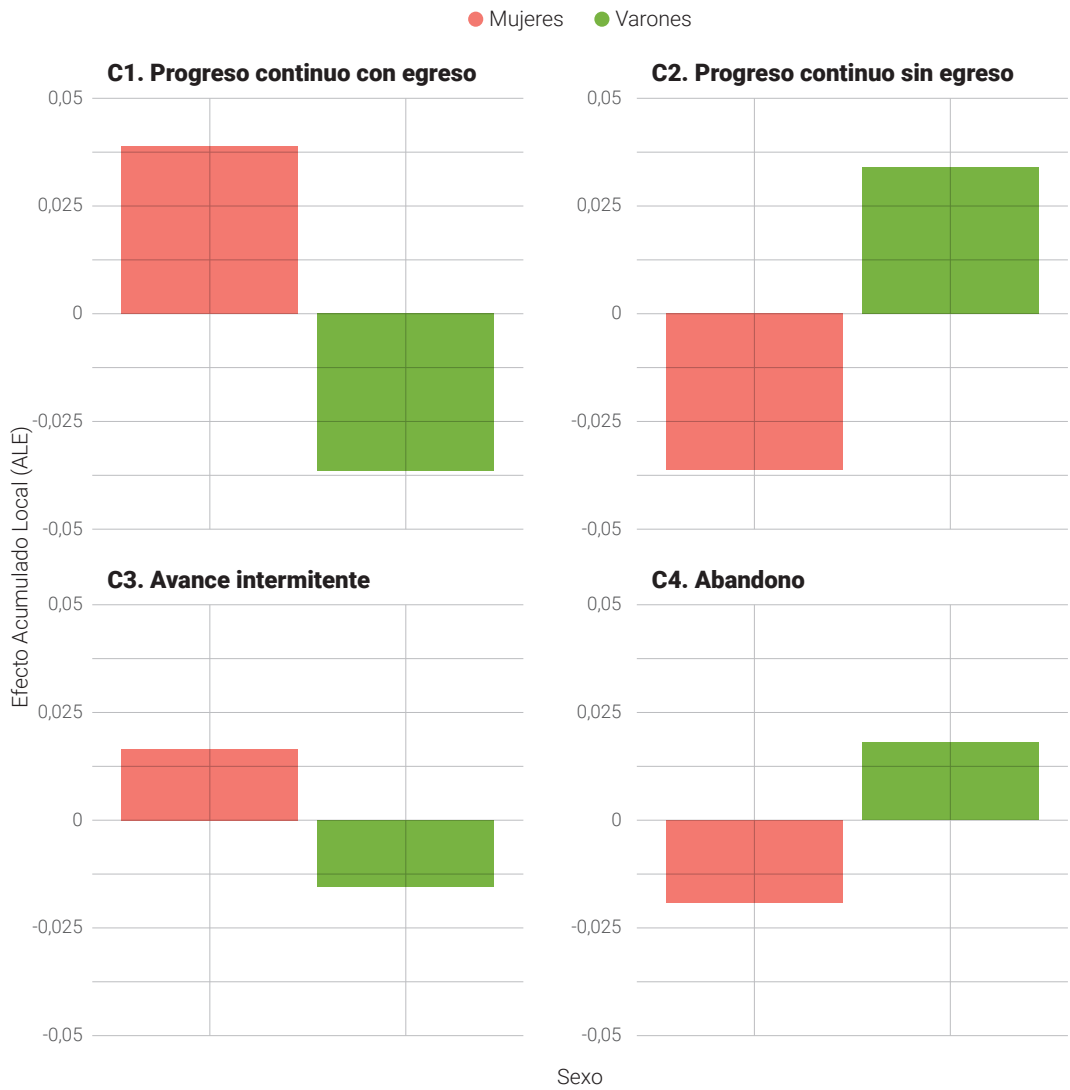 Mujeres Varones
C1. Progreso continuo con egreso
0,05
0,025
0
-0,025
-0,05
C2. Progreso continuo sin egreso
0,05
0,025
0
-0,025
-0,05
Efecto Acumulado Local (ALE)
C3. Avance intermitente
0,05
0,025
0
-0,025
-0,05
C4. Abandono
0,05
0,025
0
-0,025
-0,05
Sexo